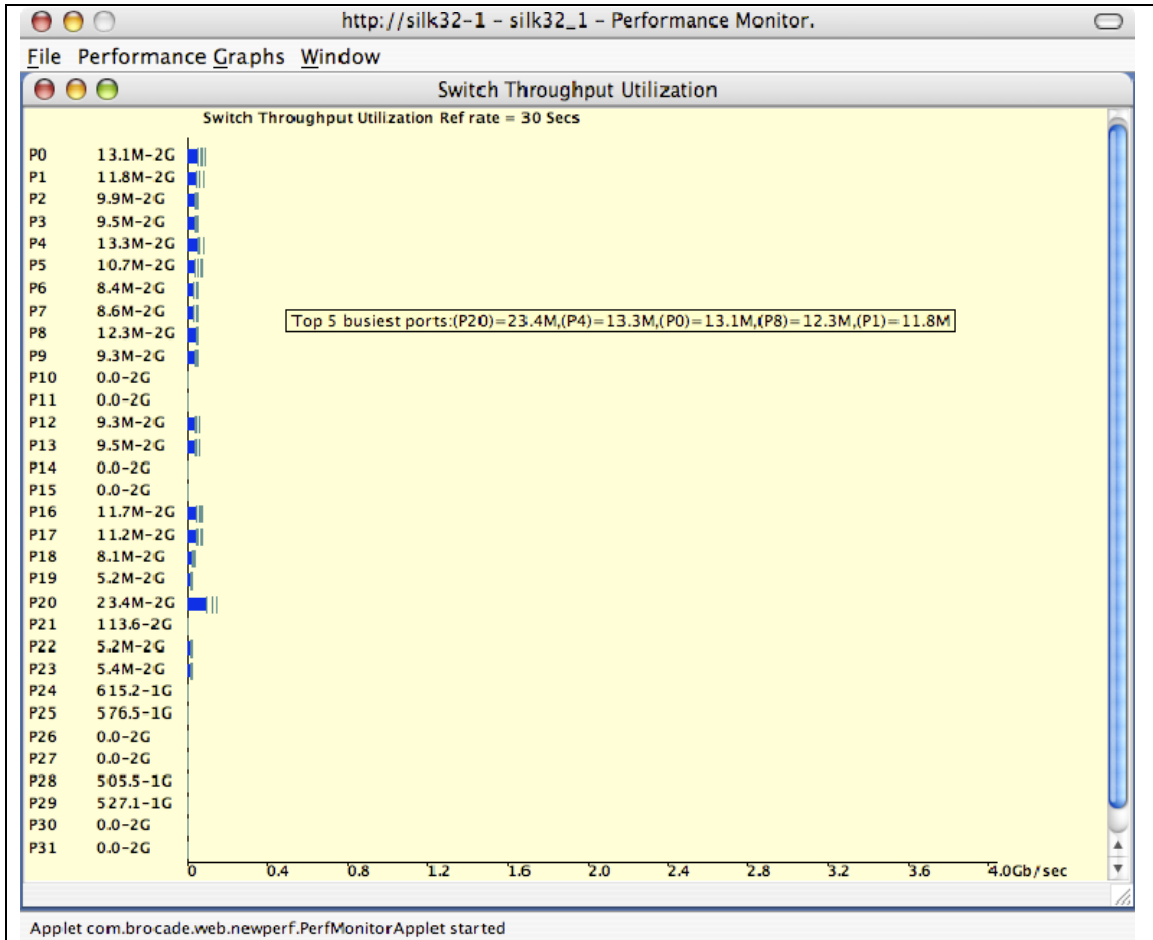 http://silk32-1 – silk32_1 – Performance Monitor.
File Performance Graphs Window
Switch Throughput Utilization
Switch Throughput Utilization Ref rate = 30 Secs
P0 13.1M-2G
P1 11.8M-2G
P2 9.9M-2G
P3 9.5M-2G
P4 13.3M-2G
P5 10.7M-2G
P6 8.4M-2G
P7 8.6M-2G
Top 5 busiest ports:(P20)=23.4M,(P4)=13.3M,(P0)=13.1M,(P8)=12.3M,(P1)=11.8M
P8 12.3M-2G
P9 9.3M-2G
P10 0.0-2G
P11 0.0-2G
P12 9.3M-2G
P13 9.5M-2G
P14 0.0-2G
P15 0.0-2G
P16 11.7M-2G
P17 11.2M-2G
P18 8.1M-2G
P19 5.2M-2G
P20 23.4M-2G
P21 113.6-2G
P22 5.2M-2G
P23 5.4M-2G
P24 615.2-1G
P25 576.5-1G
P26 0.0-2G
P27 0.0-2G
P28 505.5-1G
P29 527.1-1G
P30 0.0-2G
P31 0.0-2G
0 0.4 0.8 1.2 1.6 2.0 2.4 2.8 3.2 3.6 4.0Gb/sec
Applet com.brocade.web.newperf.PerfMonitorApplet started